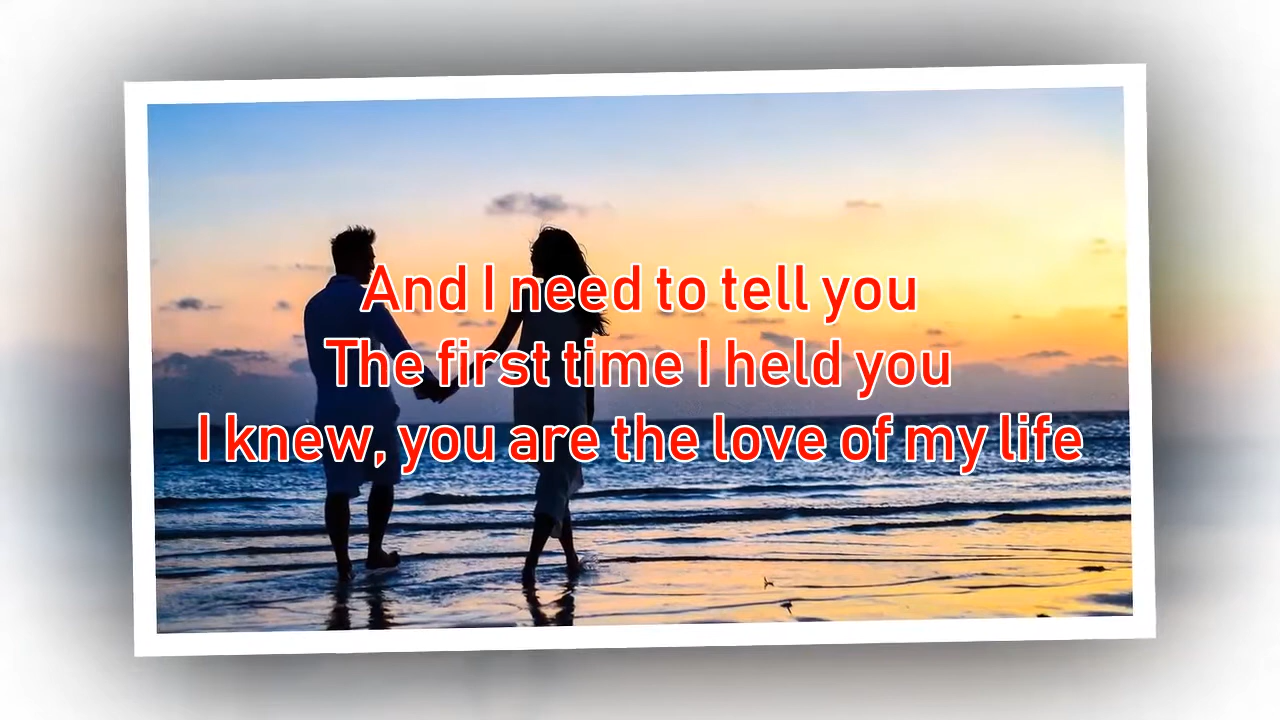 And I need to tell you
The first time I held you
I knew, you are the love of my life